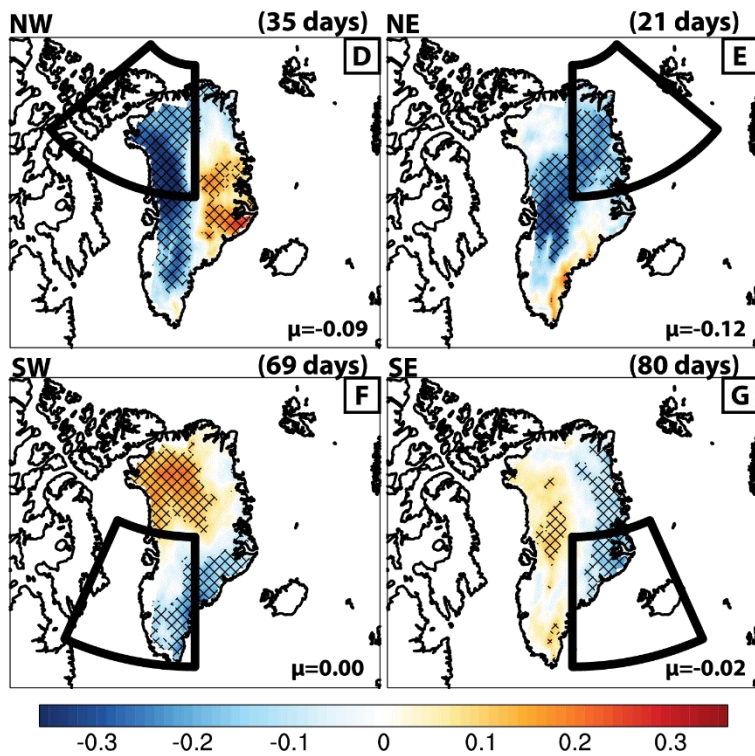 NW (35 days)
D
μ=-0.09
NE (21 days)
E
μ=-0.12
SW (69 days)
F
μ=0.00
SE (80 days)
G
μ=-0.02
-0.3 -0.2 -0.1 0 0.1 0.2 0.3